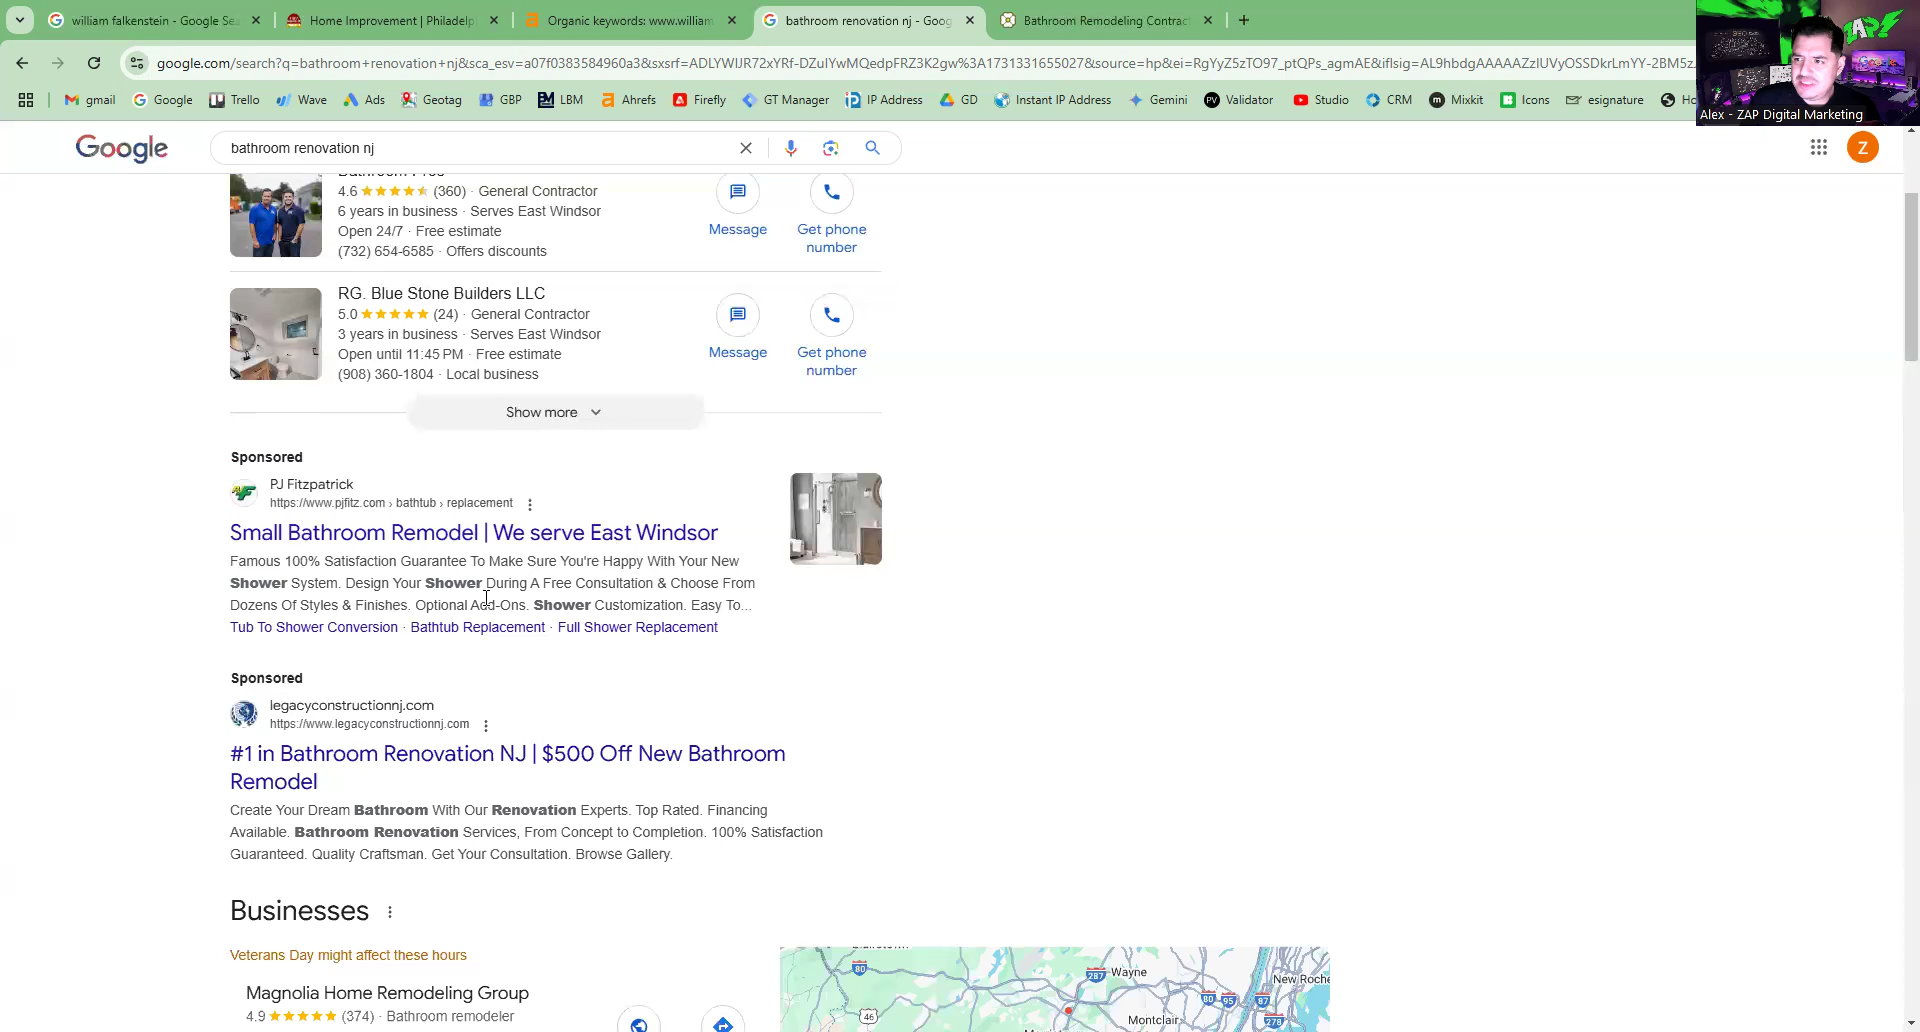 william falkenstein - Google Se
Home Improvement | Philadelp
Organic keywords: www.william
bathroom renovation nj - Goog
Bathroom Remodeling Contract
google.com/search?q=bathroom+renovation+nj&sca_esv=a07f0383584960a3&sxsrf=ADLYWIJR72xYRf-DZulYwMQedpFRZ3K2gw%3A1731331655027&source=hp&ei=RgYyZ5zTO97_ptQPs_agmAE&iflsig=AL9hbdgAAAAAZzIUVyOSSDkrLmYY-2BM5z
gmail
Google
Trello
Wave
Ads
Geotag
GBP
LBM
Ahrefs
Firefly
GT Manager
IP Address
GD
Instant IP Address
Gemini
Validator
Studio
CRM
Mixkit
Icons
esignature
Alex - ZAP Digital Marketing
ZAP!
Google
bathroom renovation nj
Z
Bathroom Pros
4.6 (360) · General Contractor
6 years in business · Serves East Windsor
Open 24/7 · Free estimate
(732) 654-6585 · Offers discounts
Message
Get phone
number
RG. Blue Stone Builders LLC
5.0 (24) · General Contractor
3 years in business · Serves East Windsor
Open until 11:45 PM · Free estimate
(908) 360-1804 · Local business
Message
Get phone
number
Show more
Sponsored
PJ Fitzpatrick
https://www.pjfitz.com › bathtub › replacement
Small Bathroom Remodel | We serve East Windsor
Famous 100% Satisfaction Guarantee To Make Sure You're Happy With Your New
Shower System. Design Your Shower During A Free Consultation & Choose From
Dozens Of Styles & Finishes. Optional Add-Ons. Shower Customization. Easy To...
Tub To Shower Conversion · Bathtub Replacement · Full Shower Replacement
Sponsored
legacyconstructionnj.com
https://www.legacyconstructionnj.com
#1 in Bathroom Renovation NJ | $500 Off New Bathroom
Remodel
Create Your Dream Bathroom With Our Renovation Experts. Top Rated. Financing
Available. Bathroom Renovation Services, From Concept to Completion. 100% Satisfaction
Guaranteed. Quality Craftsman. Get Your Consultation. Browse Gallery.
Businesses
Veterans Day might affect these hours
Magnolia Home Remodeling Group
4.9 (374) · Bathroom remodeler
80
287
Wayne
New Roche
80
95
87
46
Montclair
278